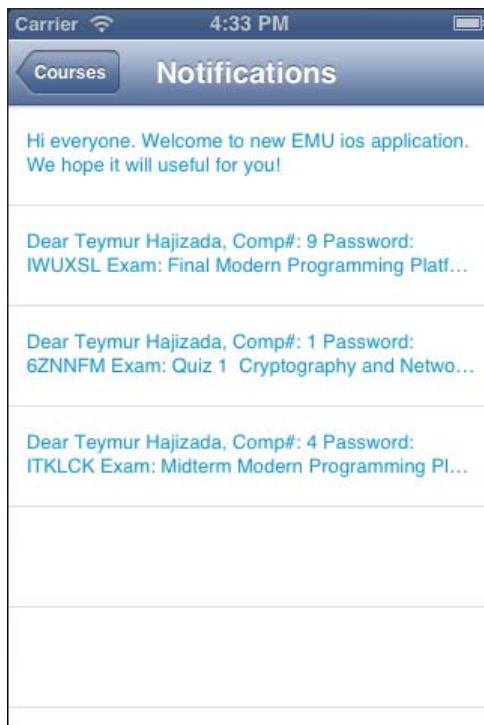 Carrier 4:33 PM
Courses Notifications
Hi everyone. Welcome to new EMU ios application.
We hope it will useful for you!
Dear Teymur Hajizada, Comp#: 9 Password:
IWUXSL Exam: Final Modern Programming Platf...
Dear Teymur Hajizada, Comp#: 1 Password:
6ZNNFM Exam: Quiz 1  Cryptography and Netwo...
Dear Teymur Hajizada, Comp#: 4 Password:
ITKLCK Exam: Midterm Modern Programming Pl...